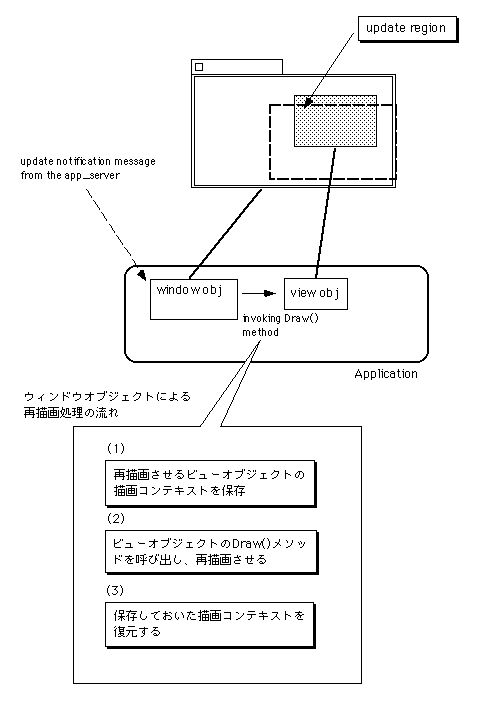 update region
update notification message
from the app_server
window obj
view obj
invoking Draw()
method
Application
ウィンドウオブジェクトによる
再描画処理の流れ
(1)
再描画させるビューオブジェクトの
描画コンテキストを保存
(2)
ビューオブジェクトのDraw()メソッ
ドを呼び出し、再描画させる
(3)
保存しておいた描画コンテキストを
復元する